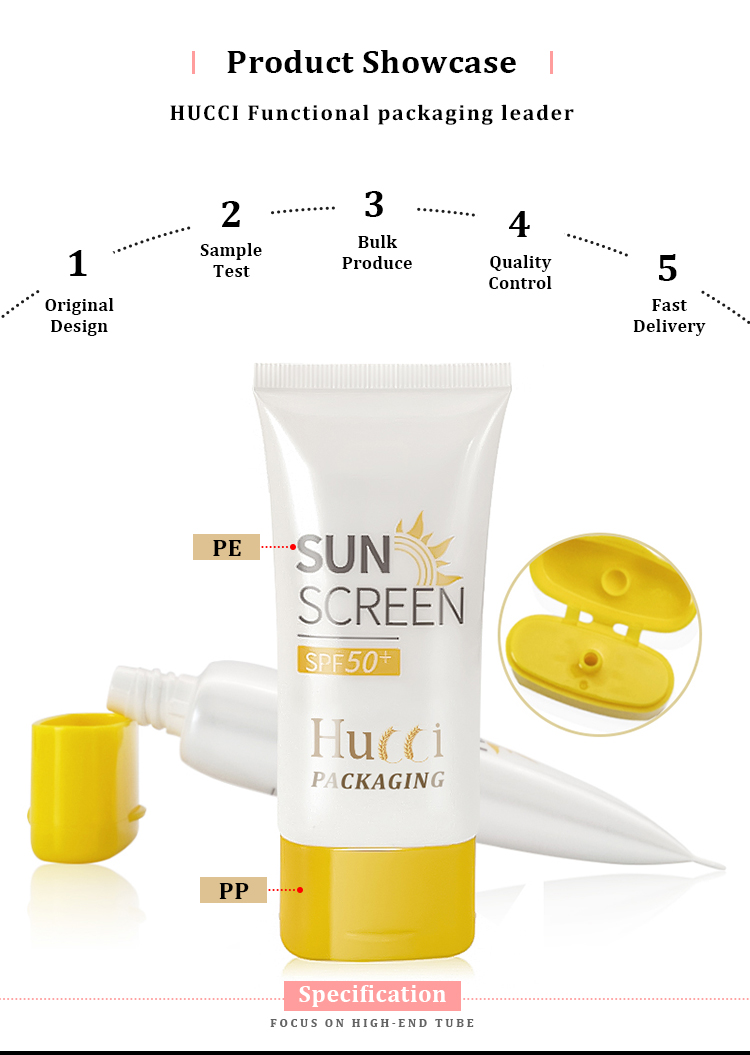 Product Showcase
HUCCI Functional packaging leader
1
Original
Design
2
Sample
Test
3
Bulk
Produce
4
Quality
Control
5
Fast
Delivery
PE
SUN
SCREEN
SPF50+
Hucci
PACKAGING
PP
Specification
FOCUS ON HIGH-END TUBE